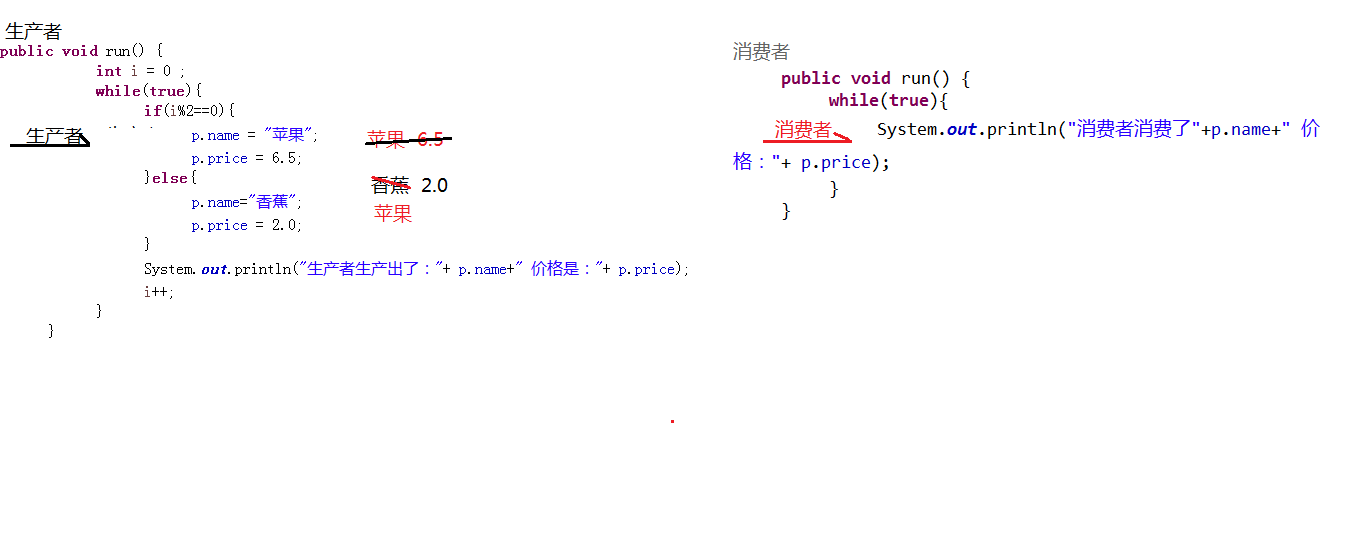 生产者
public void run() {
int i = 0 ;
while(true){
if(i%2==0){
生产者
p.name = "苹果";
苹果 6.5
p.price = 6.5;
}else{
香蕉 2.0
p.name="香蕉";
苹果
p.price = 2.0;
}
System.out.println("生产者生产出了："+ p.name+" 价格是："+ p.price);
i++;
}
}
消费者
public void run() {
while(true){
消费者 System.out.println("消费者消费了"+p.name+" 价
格："+ p.price);
}
}